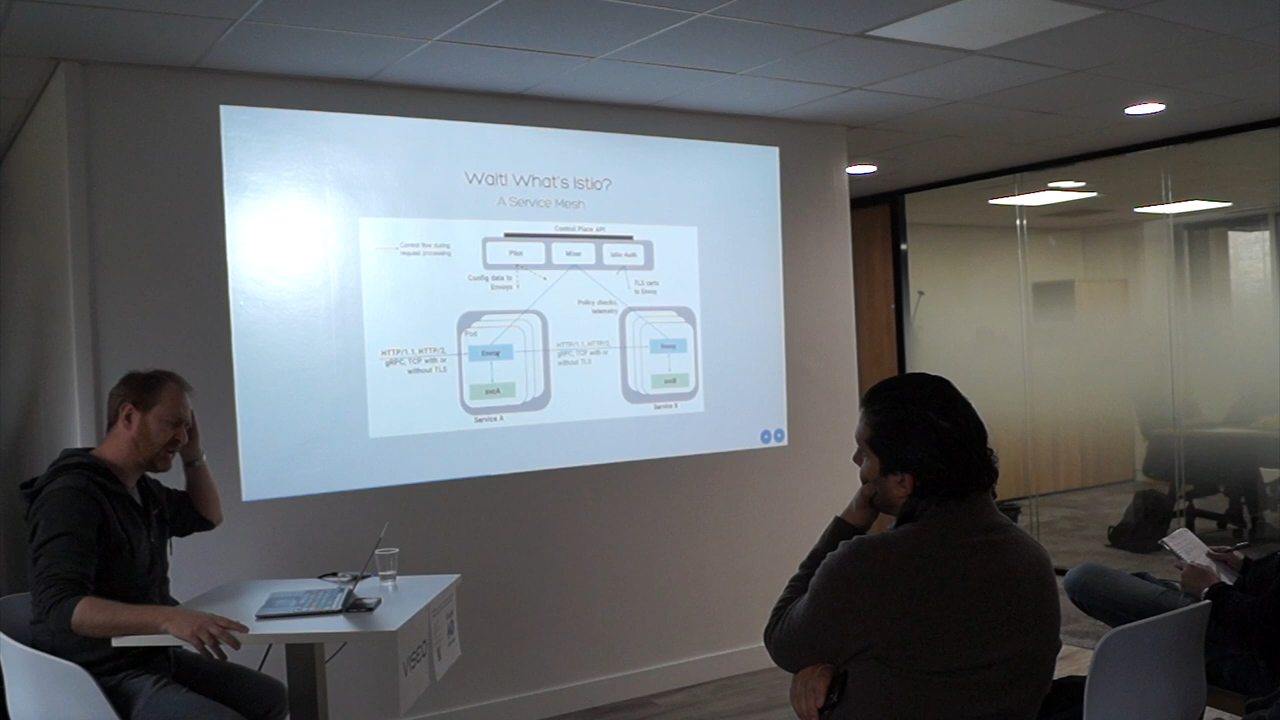 Wait! What's Istio?
A Service Mesh
Control Plane API
Control flow during
request processing
Pilot
Mixer
Istio Auth
Config data to
Envoys
TLS certs
to Envoy
Policy checks,
telemetry
Pod
HTTP/1.1, HTTP/2,
gRPC, TCP with or
without TLS
Envoy
HTTP/1.1, HTTP/2,
gRPC, TCP with or
without TLS
Envoy
svcA
svcB
Service A
Service B
VISEO